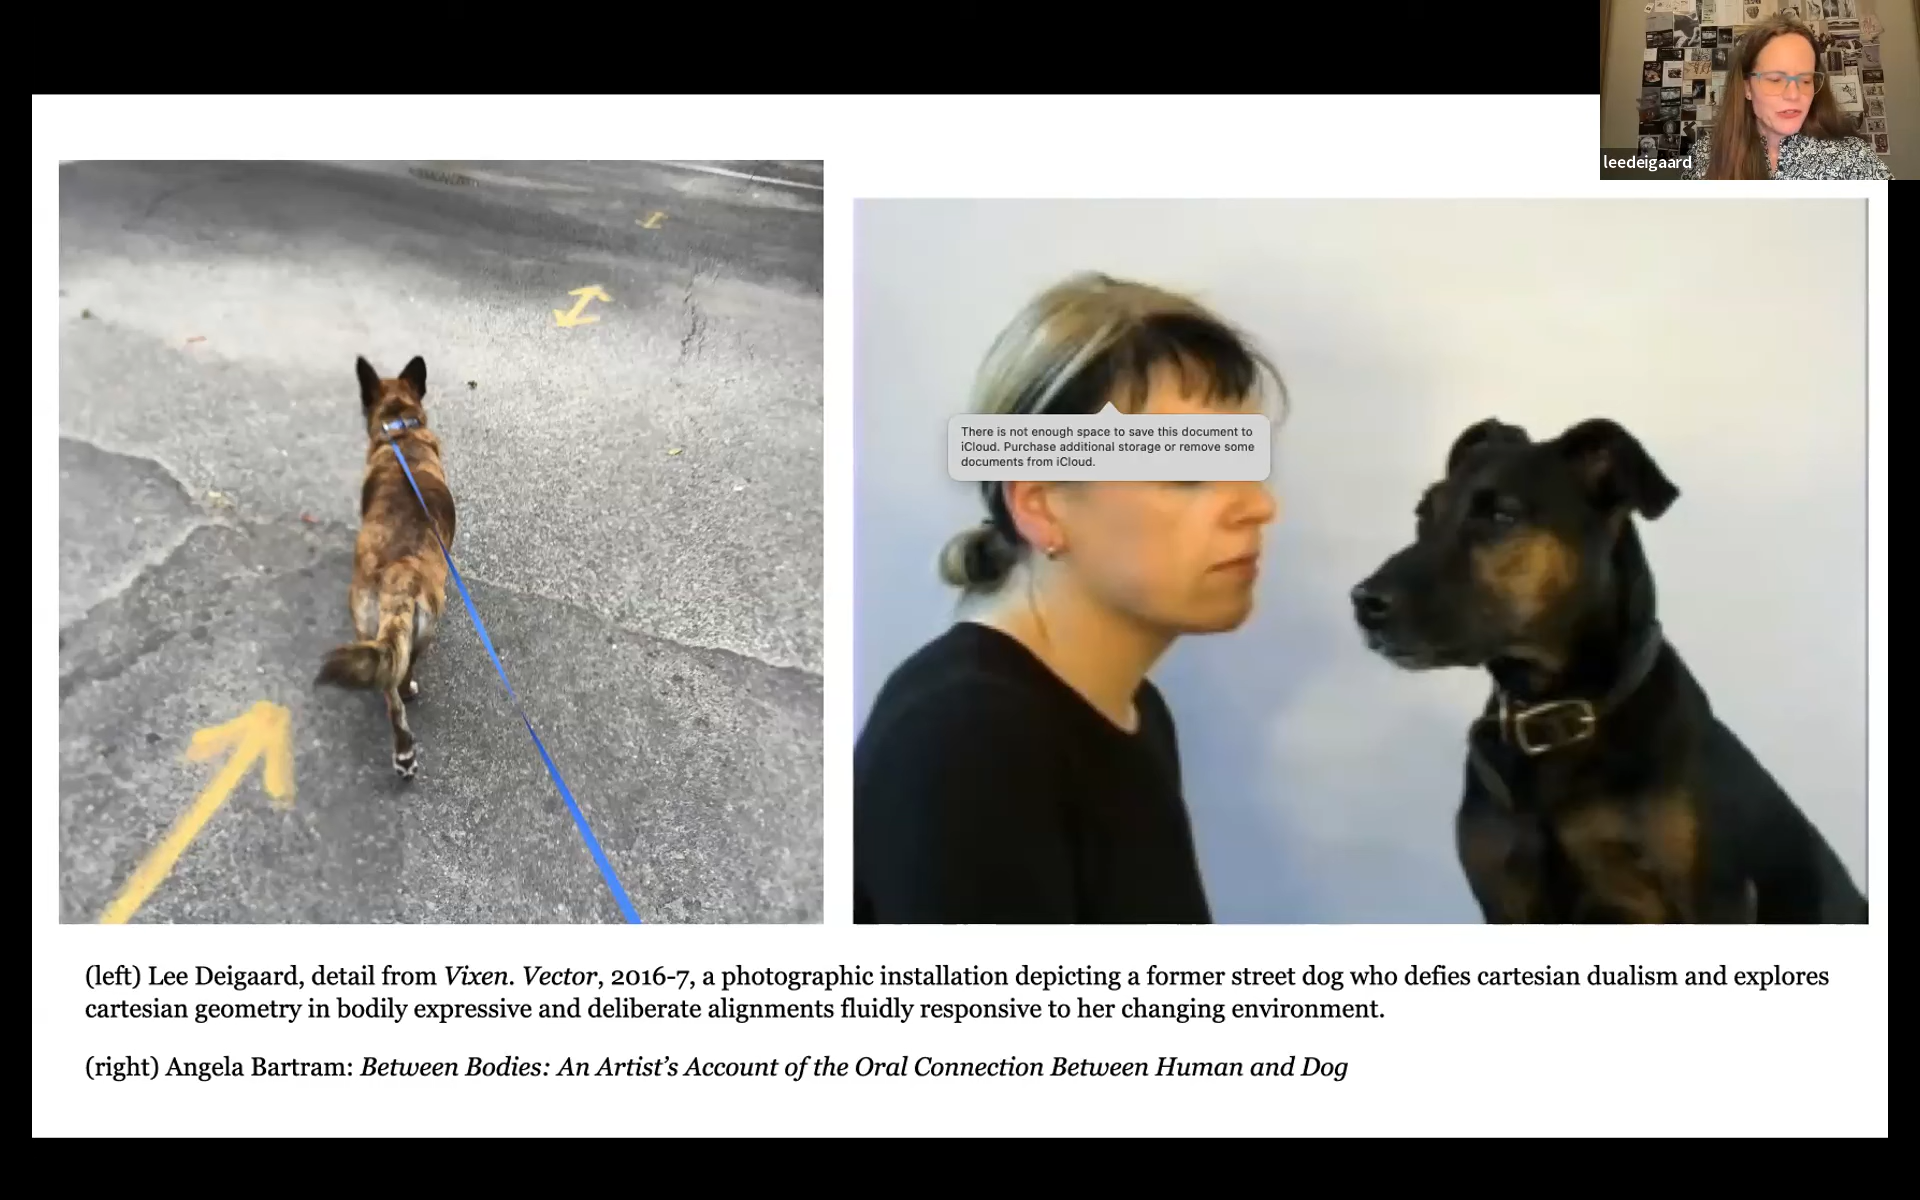 leedeigaard
There is not enough space to save this document to
iCloud. Purchase additional storage or remove some
documents from iCloud.
(left) Lee Deigaard, detail from Vixen. Vector, 2016-7, a photographic installation depicting a former street dog who defies cartesian dualism and explores
cartesian geometry in bodily expressive and deliberate alignments fluidly responsive to her changing environment.
(right) Angela Bartram: Between Bodies: An Artist’s Account of the Oral Connection Between Human and Dog